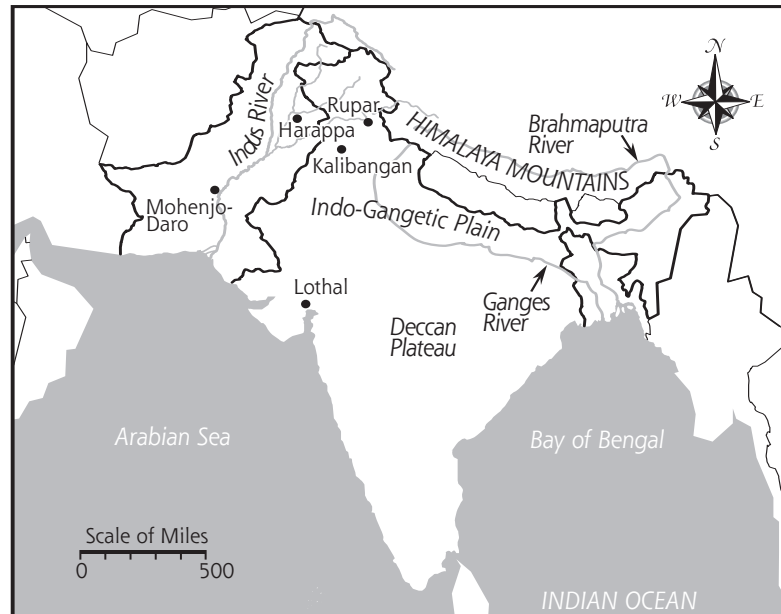 N
W
E
S
Indus River
Rupar
Harappa
Kalibangan
HIMALAYA MOUNTAINS
Brahmaputra
River
Mohenjo-
Daro
Indo-Gangetic Plain
Lothal
Ganges
River
Deccan
Plateau
Arabian Sea
Bay of Bengal
Scale of Miles
0
500
INDIAN OCEAN